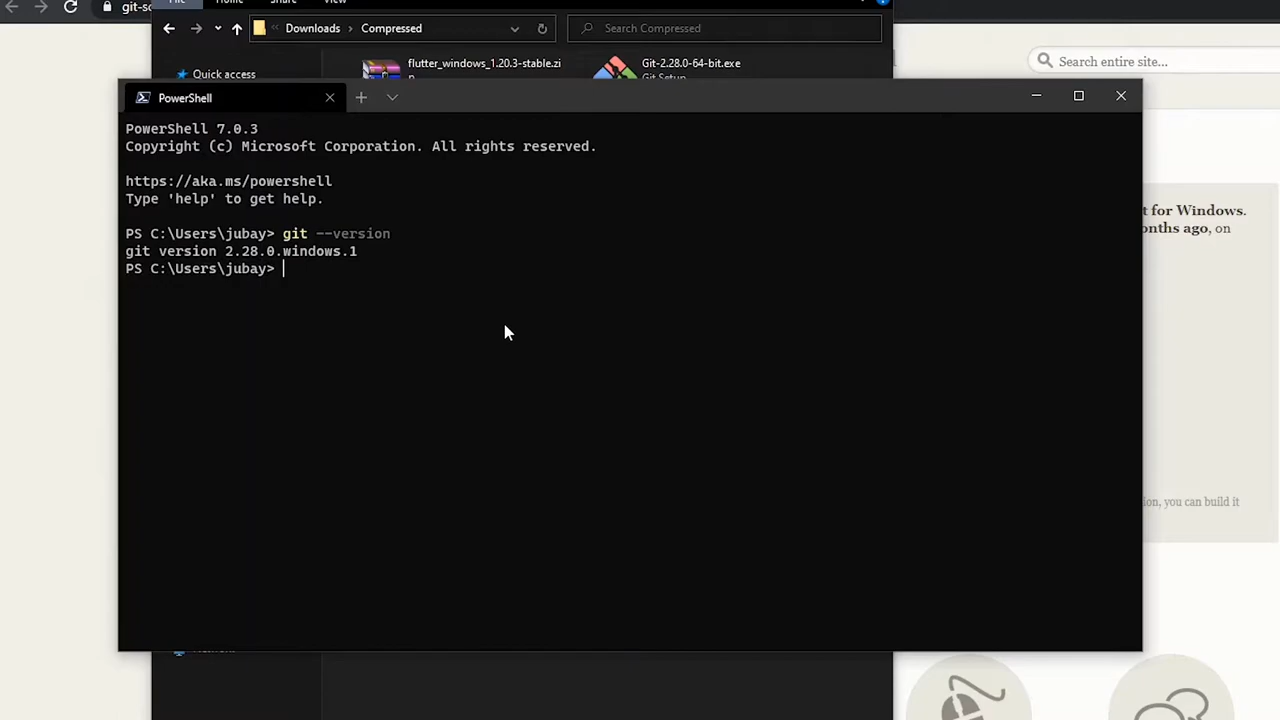 git-sc
File Home Share View
Downloads Compressed
Search Compressed
Quick access
flutter_windows_1.20.3-stable.zi
p
Git-2.28.0-64-bit.exe
Git Setup
Search entire site...
PowerShell
PowerShell 7.0.3
Copyright (c) Microsoft Corporation. All rights reserved.
https://aka.ms/powershell
Type 'help' to get help.
PS C:\Users\jubay> git --version
git version 2.28.0.windows.1
PS C:\Users\jubay>
t for Windows.
onths ago, on
ion, you can build it